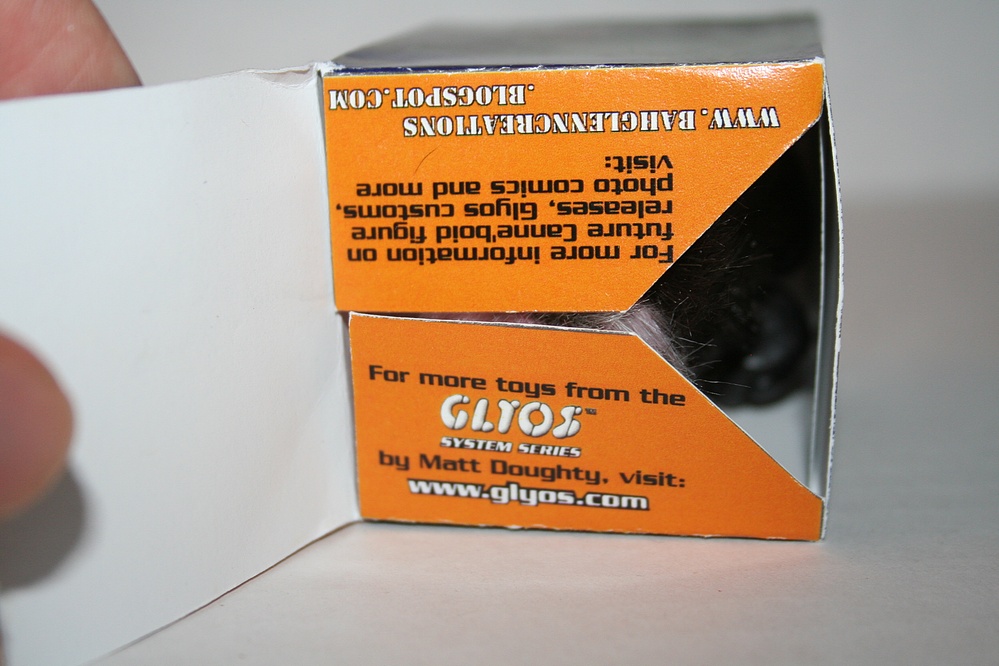 For more information on
future Canne'boid figure
releases, Glyos customs,
photo comics and more
visit:
WWW.BAHGLENNCREATIONS
.BLOGSPOT.COM
For more toys from the
GLYOS™
SYSTEM SERIES
by Matt Doughty, visit:
www.glyos.com